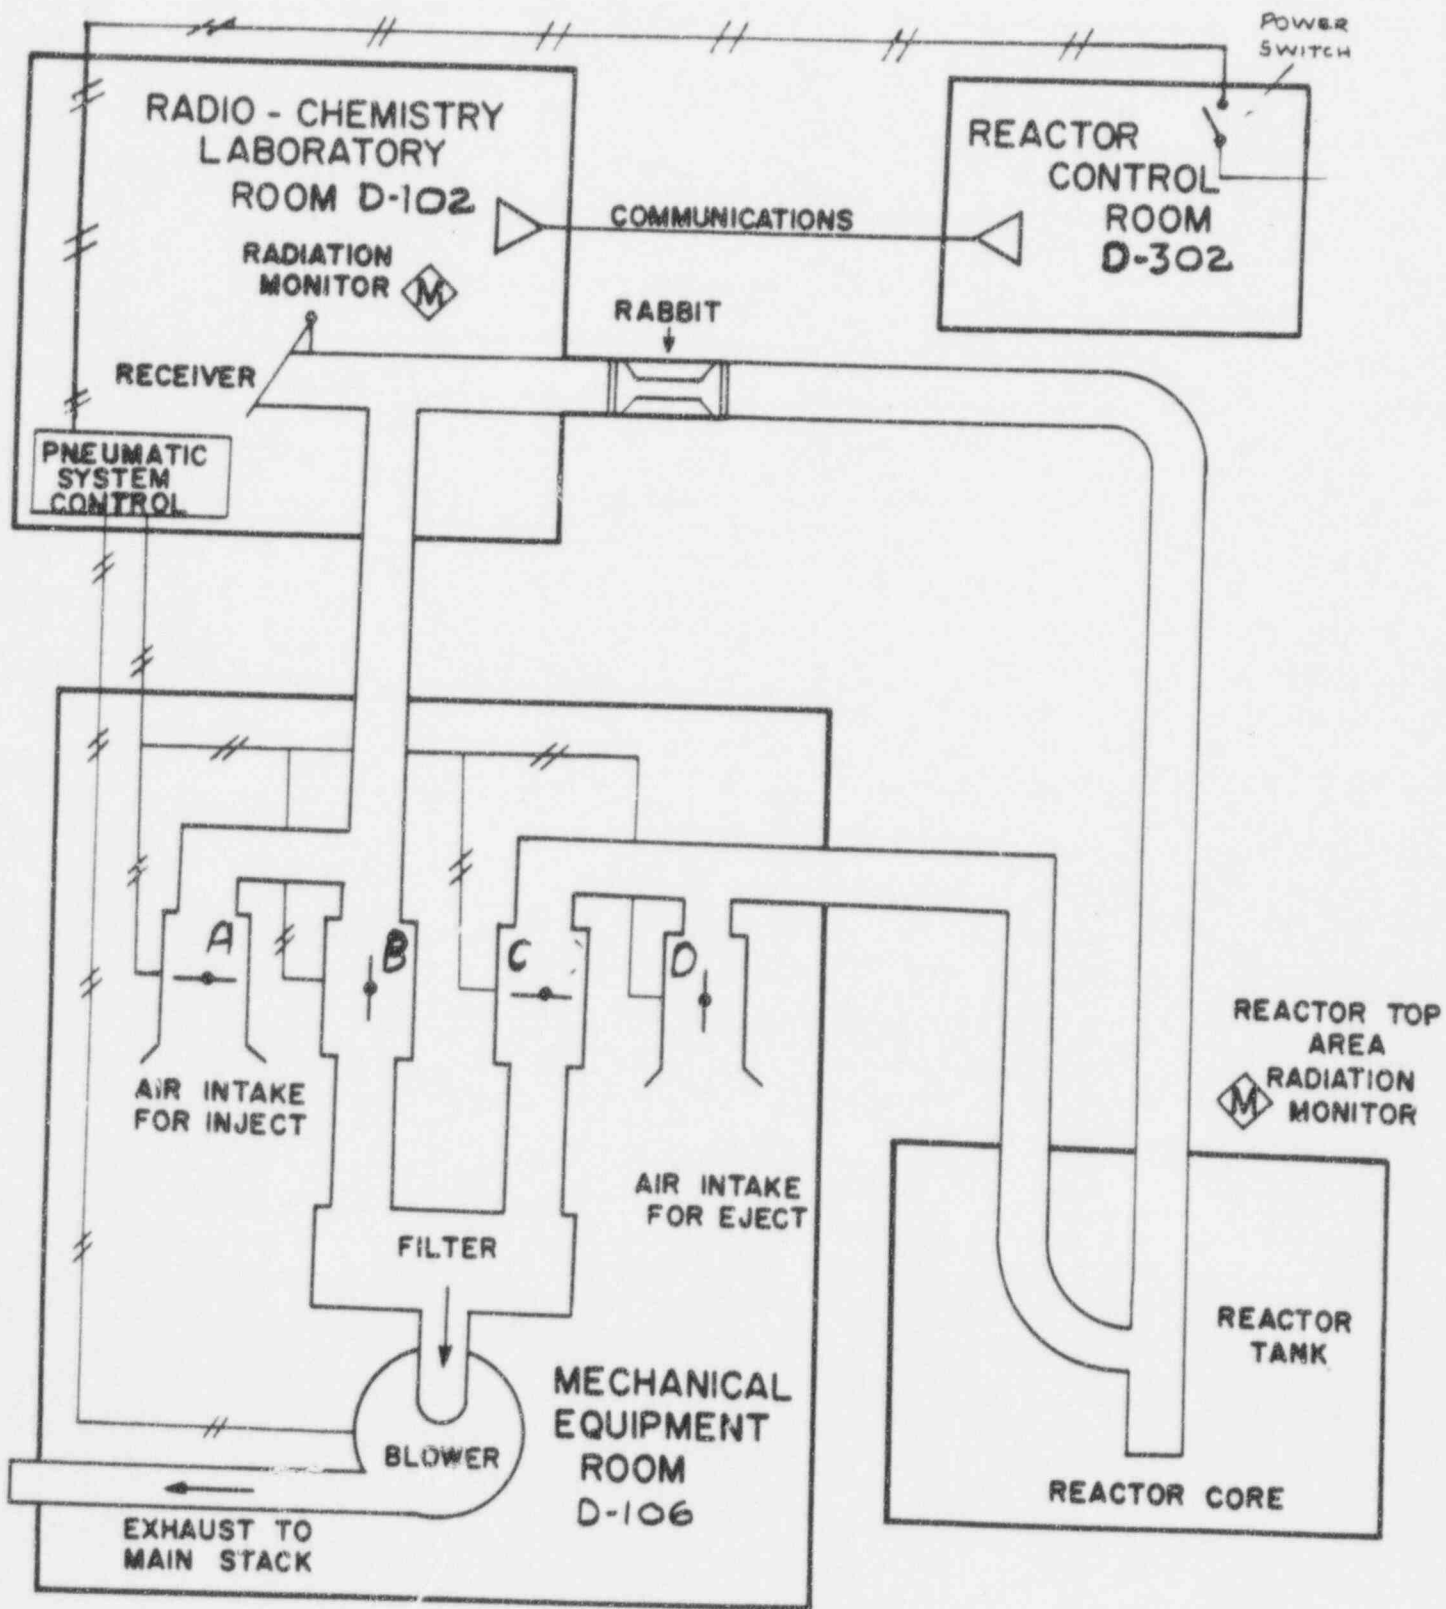 POWER
SWITCH
RADIO - CHEMISTRY
LABORATORY
ROOM D-102
REACTOR
CONTROL
ROOM
D-302
COMMUNICATIONS
RADIATION
MONITOR
M
RABBIT
RECEIVER
PNEUMATIC
SYSTEM
CONTROL
A
B
C
D
AIR INTAKE
FOR INJECT
AIR INTAKE
FOR EJECT
REACTOR TOP
AREA
RADIATION
MONITOR
M
FILTER
REACTOR
TANK
MECHANICAL
EQUIPMENT
ROOM
D-106
BLOWER
REACTOR CORE
EXHAUST TO
MAIN STACK